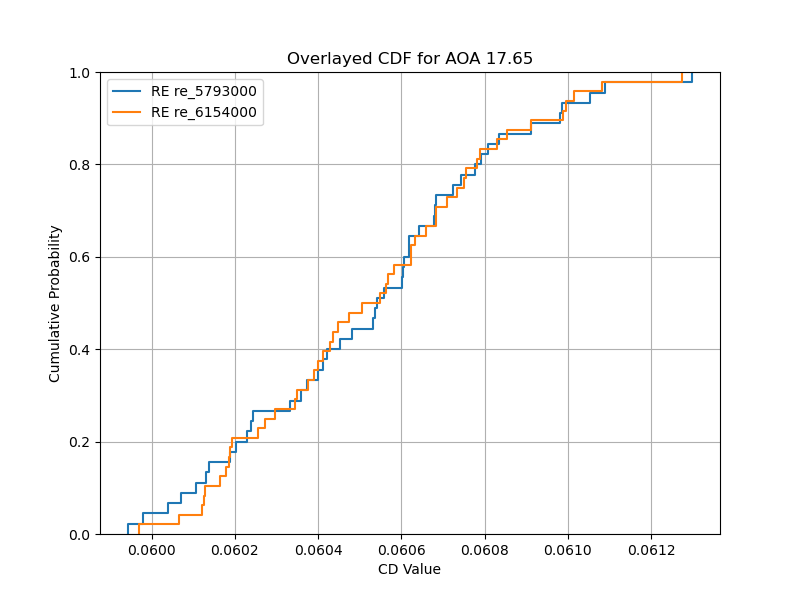 Overlayed CDF for AOA 17.65
RE re_5793000
RE re_6154000
1.0
0.8
0.6
0.4
0.2
0.0
Cumulative Probability
0.0600 0.0602 0.0604 0.0606 0.0608 0.0610 0.0612
CD Value